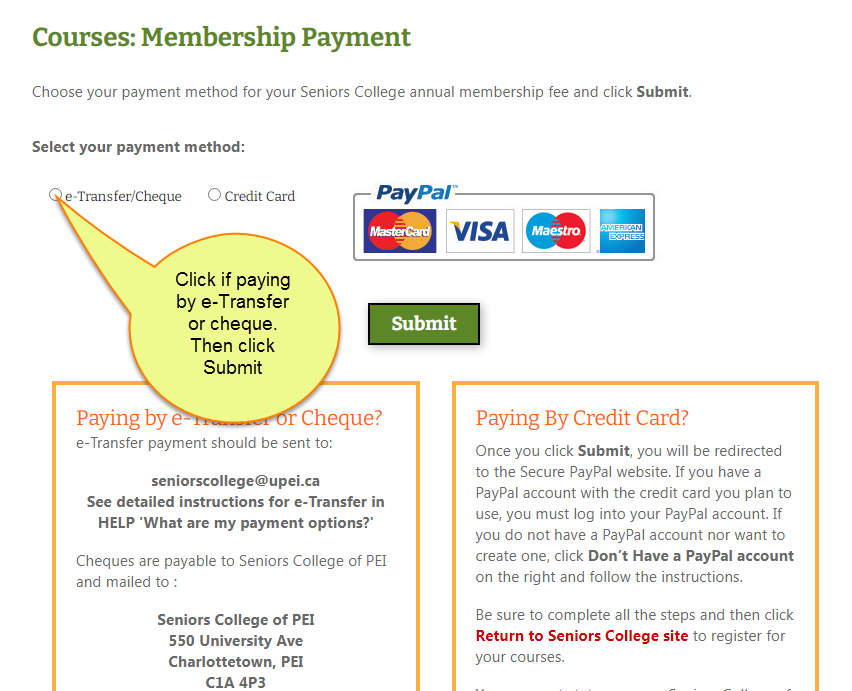 Courses: Membership Payment
Choose your payment method for your Seniors College annual membership fee and click Submit.
Select your payment method:
e-Transfer/Cheque
Credit Card
PayPal™
MasterCard
VISA
Maestro
AMERICAN
EXPRESS
Click if paying
by e-Transfer
or cheque.
Then click
Submit
Submit
Paying by e-Transfer or Cheque?
e-Transfer payment should be sent to:
seniorscollege@upei.ca
See detailed instructions for e-Transfer in
HELP 'What are my payment options?'
Cheques are payable to Seniors College of PEI
and mailed to :
Seniors College of PEI
550 University Ave
Charlottetown, PEI
C1A 4P3
Paying By Credit Card?
Once you click Submit, you will be redirected
to the Secure PayPal website. If you have a
PayPal account with the credit card you plan to
use, you must log into your PayPal account. If
you do not have a PayPal account nor want to
create one, click Don’t Have a PayPal account
on the right and follow the instructions.
Be sure to complete all the steps and then click
Return to Seniors College site to register for
your courses.